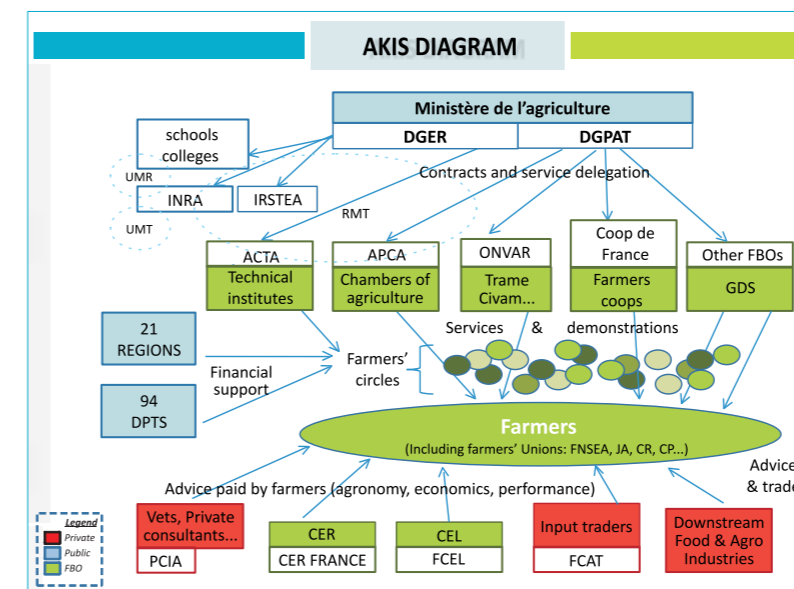 AKIS DIAGRAM
Ministère de l'agriculture
DGER
DGPAT
schools
colleges
Contracts and service delegation
UMR
INRA
IRSTEA
RMT
UMT
ACTA
Technical
institutes
APCA
Chambers of
agriculture
ONVAR
Trame
Civam...
Coop de
France
Farmers
coops
Other FBOs
GDS
21
REGIONS
Services & demonstrations
Farmers'
circles
Financial
support
94
DPTS
Farmers
(Including farmers' Unions: FNSEA, JA, CR, CP...)
Advice
& trade
Advice paid by farmers (agronomy, economics, performance)
Legend
Private
Public
FBO
Vets, Private
consultants...
PCIA
CER
CER FRANCE
CEL
FCEL
Input traders
FCAT
Downstream
Food & Agro
Industries